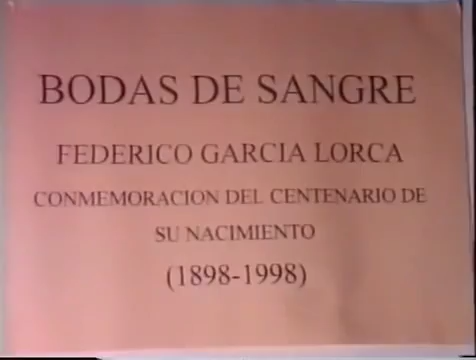 BODAS DE SANGRE
FEDERICO GARCIA LORCA
CONMEMORACION DEL CENTENARIO DE
SU NACIMIENTO
(1898-1998)